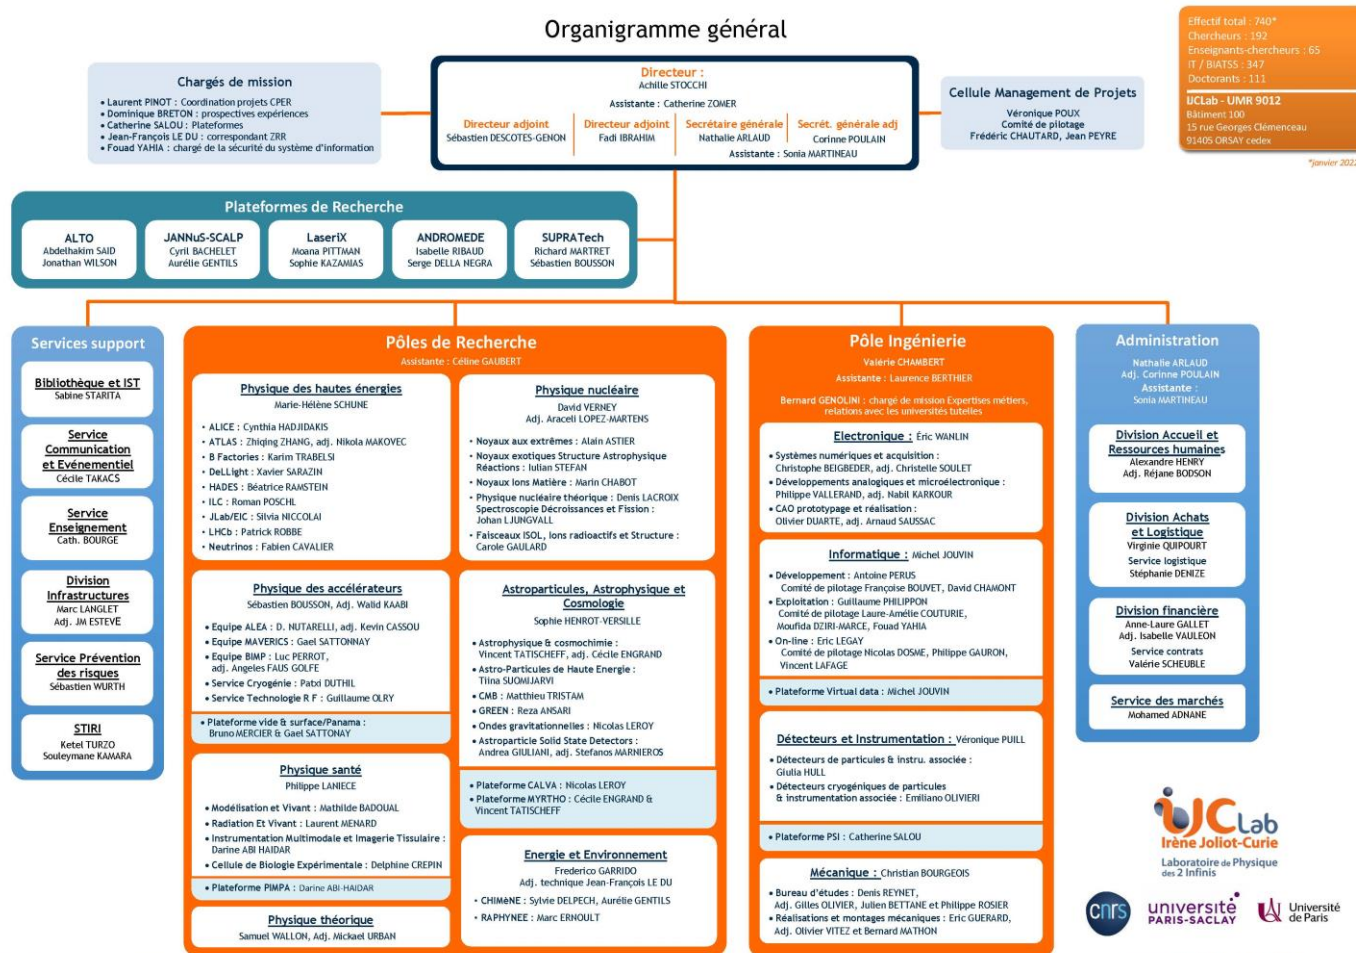 Organigramme général
Effectif total : 740*
Chercheurs : 192
Enseignants-chercheurs : 65
IT / BIATSS : 347
Doctorants : 111
IJCLab - UMR 9012
Bâtiment 100
15 rue Georges Clémenceau
91405 ORSAY cedex
*janvier 2022
Chargés de mission
• Laurent PINOT : Coordination projets CPER
• Dominique BRETON : prospectives expériences
• Catherine SALOU : Plateformes
• Jean-François LE DU : correspondant ZRR
• Fouad YAHIA : chargé de la sécurité du système d'information
Directeur :
Achille STOCCHI
Assistante : Catherine ZOMER
Directeur adjoint
Sébastien DESCOTES-GENON
Directeur adjoint
Fadi IBRAHIM
Secrétaire générale
Nathalie ARLAUD
Secrét. générale adj
Corinne POULAIN
Assistante : Sonia MARTINEAU
Cellule Management de Projets
Véronique POUX
Comité de pilotage
Frédéric CHAUTARD, Jean PEYRE
Plateformes de Recherche
ALTO
Abdelhakim SAID
Jonathan WILSON
JANNuS-SCALP
Cyril BACHELET
Aurélie GENTILS
LaseriX
Moana PITTMAN
Sophie KAZAMIAS
ANDROMEDE
Isabelle RIBAUD
Serge DELLA NEGRA
SUPRATech
Richard MARTRET
Sébastien BOUSSON
Services support
Bibliothèque et IST
Sabine STARITA
Service
Communication
et Evénementiel
Cécile TAKACS
Service
Enseignement
Cath. BOURGE
Division
Infrastructures
Marc LANGLET
Adj. JM ESTEVE
Service Prévention
des risques
Sébastien WURTH
STIRI
Ketel TURZO
Souleymane KAMARA
Pôles de Recherche
Assistante : Céline GAUBERT
Physique des hautes énergies
Marie-Hélène SCHUNE
• ALICE : Cynthia HADJIDAKIS
• ATLAS : Zhiqing ZHANG, adj. Nikola MAKOVEC
• B Factories : Karim TRABELSI
• DeLLight : Xavier SARAZIN
• HADES : Béatrice RAMSTEIN
• ILC : Roman POSCHL
• JLab/EIC : Silvia NICCOLAI
• LHCb : Patrick ROBBE
• Neutrinos : Fabien CAVALIER
Physique des accélérateurs
Sébastien BOUSSON, Adj. Walid KAABI
• Equipe ALEA : D. NUTARELLI, adj. Kevin CASSOU
• Equipe MAVERICS : Gael SATTONNAY
• Equipe BIMP : Luc PERROT,
adj. Angeles FAUS GOLFE
• Service Cryogénie : Patxi DUTHIL
• Service Technologie R F : Guillaume OLRY
• Plateforme vide & surface/Panama :
Bruno MERCIER & Gael SATTONAY
Physique santé
Philippe LANIECE
• Modélisation et Vivant : Mathilde BADOUAL
• Radiation Et Vivant : Laurent MENARD
• Instrumentation Multimodale et Imagerie Tissulaire :
Darine ABI HAIDAR
• Cellule de Biologie Expérimentale : Delphine CREPIN
• Plateforme PIMPA : Darine ABI-HAIDAR
Physique théorique
Samuel WALLON, Adj. Mickael URBAN
Physique nucléaire
David VERNEY
Adj. Araceli LOPEZ-MARTENS
• Noyaux aux extrêmes : Alain ASTIER
• Noyaux exotiques Structure Astrophysique
Réactions : Iulian STEFAN
• Noyaux Ions Matière : Marin CHABOT
• Physique nucléaire théorique : Denis LACROIX
Spectroscopie Décroissances et Fission :
Johan LJUNGVALL
• Faisceaux ISOL, Ions radioactifs et Structure :
Carole GAULARD
Astroparticules, Astrophysique et
Cosmologie
Sophie HENROT-VERSILLE
• Astrophysique & cosmochimie :
Vincent TATISCHEFF, adj. Cécile ENGRAND
• Astro-Particules de Haute Energie :
Tiina SUOMIJARVI
• CMB : Matthieu TRISTAM
• GREEN : Reza ANSARI
• Ondes gravitationnelles : Nicolas LEROY
• Astroparticle Solid State Detectors :
Andrea GIULIANI, adj. Stefanos MARNIEROS
• Plateforme CALVA : Nicolas LEROY
• Plateforme MYRTHO : Cécile ENGRAND &
Vincent TATISCHEFF
Energie et Environnement
Frederico GARRIDO
Adj. technique Jean-François LE DU
• CHIMèNE : Sylvie DELPECH, Aurélie GENTILS
• RAPHYNEE : Marc ERNOULT
Pôle Ingénierie
Valérie CHAMBERT
Assistante : Laurence BERTHIER
Bernard GENOLINI : chargé de mission Expertises métiers,
relations avec les universités tutelles
Electronique : Éric WANLIN
• Systèmes numériques et acquisition :
Christophe BEIGBEDER, adj. Christelle SOULET
• Développements analogiques et microélectronique :
Philippe VALLERAND, adj. Nabil KARKOUR
• CAO prototypage et réalisation :
Olivier DUARTE, adj. Arnaud SAUSSAC
Informatique : Michel JOUVIN
• Développement : Antoine PERUS
Comité de pilotage Françoise BOUVET, David CHAMONT
• Exploitation : Guillaume PHILIPPON
Comité de pilotage Laure-Amélie COUTURIE,
Moufida DZIRI-MARCE, Fouad YAHIA
• On-line : Eric LEGAY
Comité de pilotage Nicolas DOSME, Philippe GAURON,
Vincent LAFAGE
• Plateforme Virtual data : Michel JOUVIN
Détecteurs et Instrumentation : Véronique PUILL
• Détecteurs de particules & instru. associée :
Giulia HULL
• Détecteurs cryogéniques de particules
& instrumentation associée : Emiliano OLIVIERI
• Plateforme PSI : Catherine SALOU
Mécanique : Christian BOURGEOIS
• Bureau d'études : Denis REYNET,
Adj. Gilles OLIVIER, Julien BETTANE et Philippe ROSIER
• Réalisations et montages mécaniques : Eric GUERARD,
Adj. Olivier VITEZ et Bernard MATHON
Administration
Nathalie ARLAUD
Adj. Corinne POULAIN
Assistante :
Sonia MARTINEAU
Division Accueil et
Ressources humaines
Alexandre HENRY
Adj. Réjane BODSON
Division Achats
et Logistique
Virginie QUIPOURT
Service logistique
Stéphanie DENIZE
Division financière
Anne-Laure GALLET
Adj. Isabelle VAULEON
Service contrats
Valérie SCHEUBLE
Service des marchés
Mohamed ADNANE
iJCLab
Irène Joliot-Curie
Laboratoire de Physique
des 2 Infinis
cnrs
université
PARIS-SACLAY
Université
de Paris